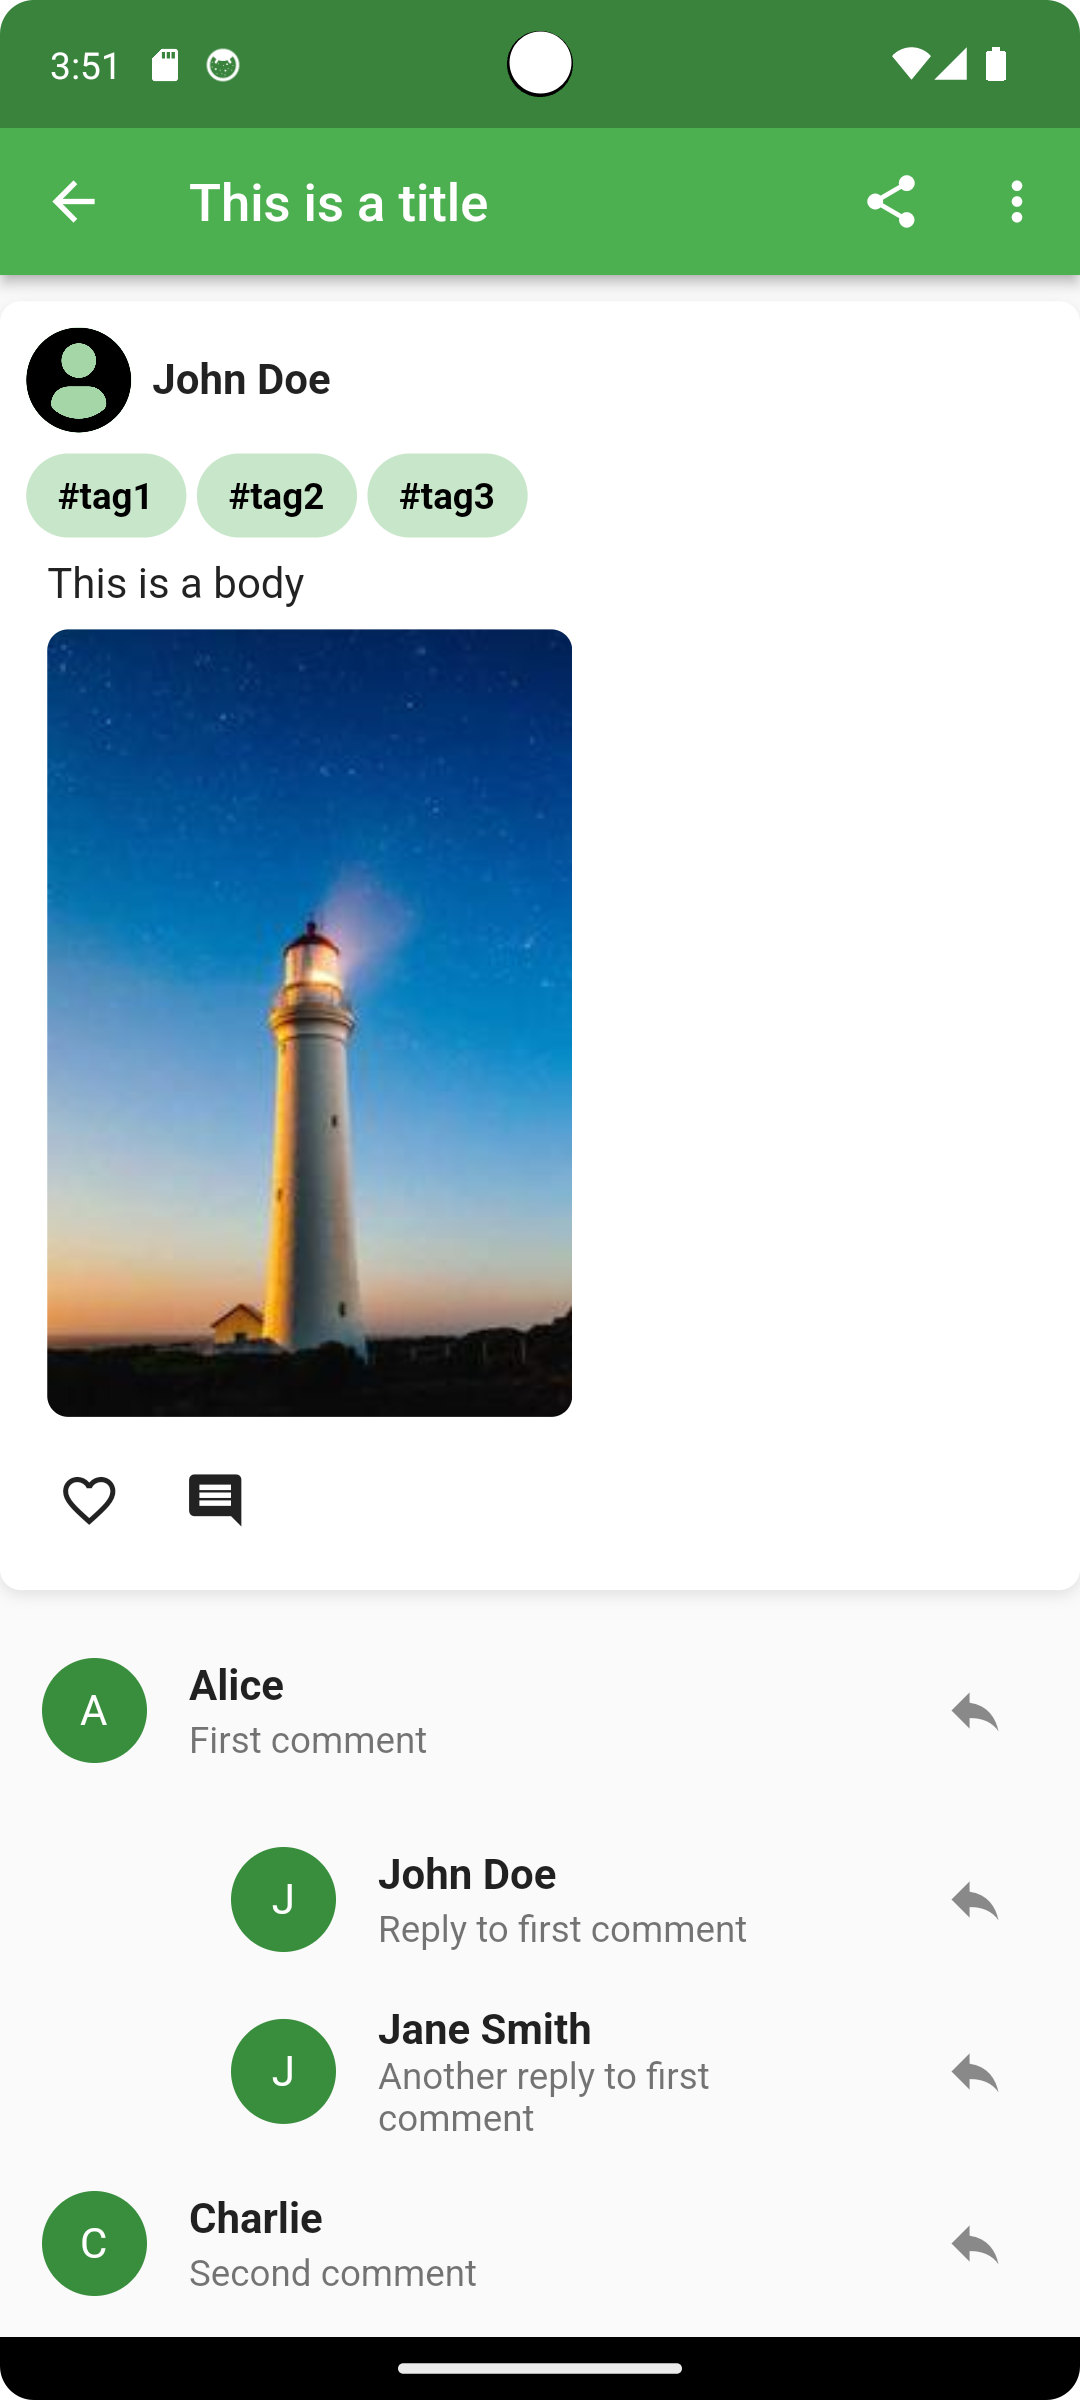 3:51
This is a title
John Doe
#tag1 #tag2 #tag3
This is a body
A
Alice
First comment
J
John Doe
Reply to first comment
J
Jane Smith
Another reply to first
comment
C
Charlie
Second comment